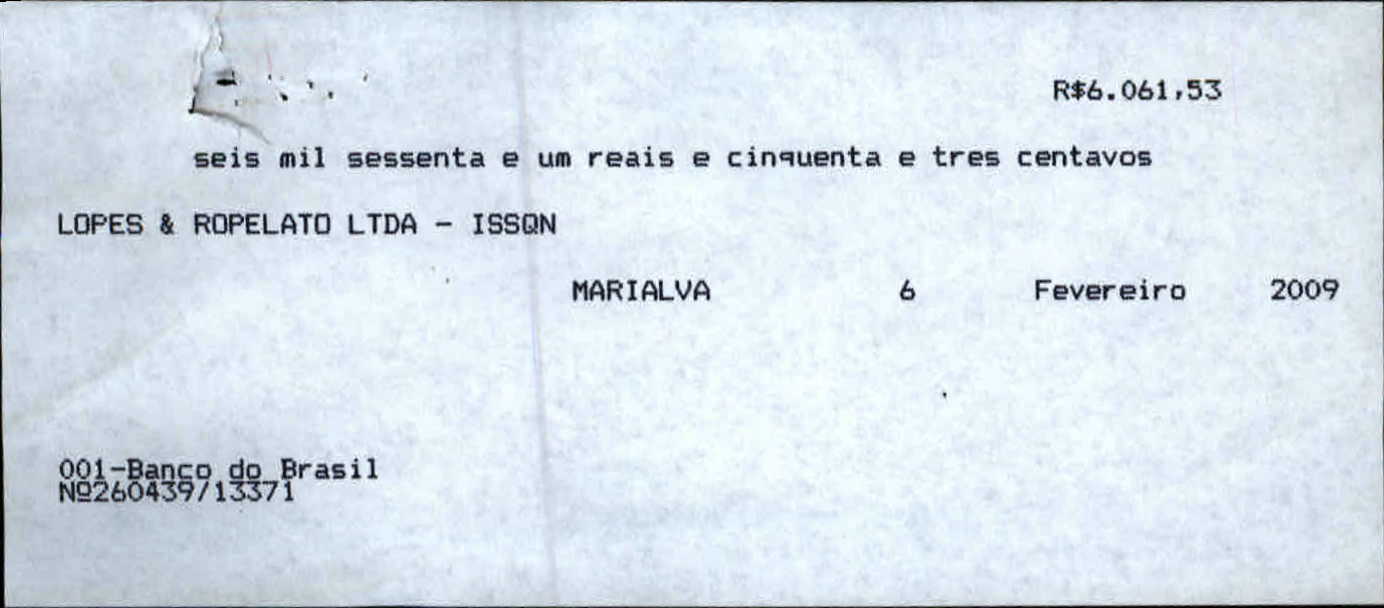 R$6.061,53
seis mil sessenta e um reais e cinquenta e tres centavos
LOPES & ROPELATO LTDA - ISSQN
MARIALVA 6 Fevereiro 2009
001-Banco do Brasil
Nº260439/13371